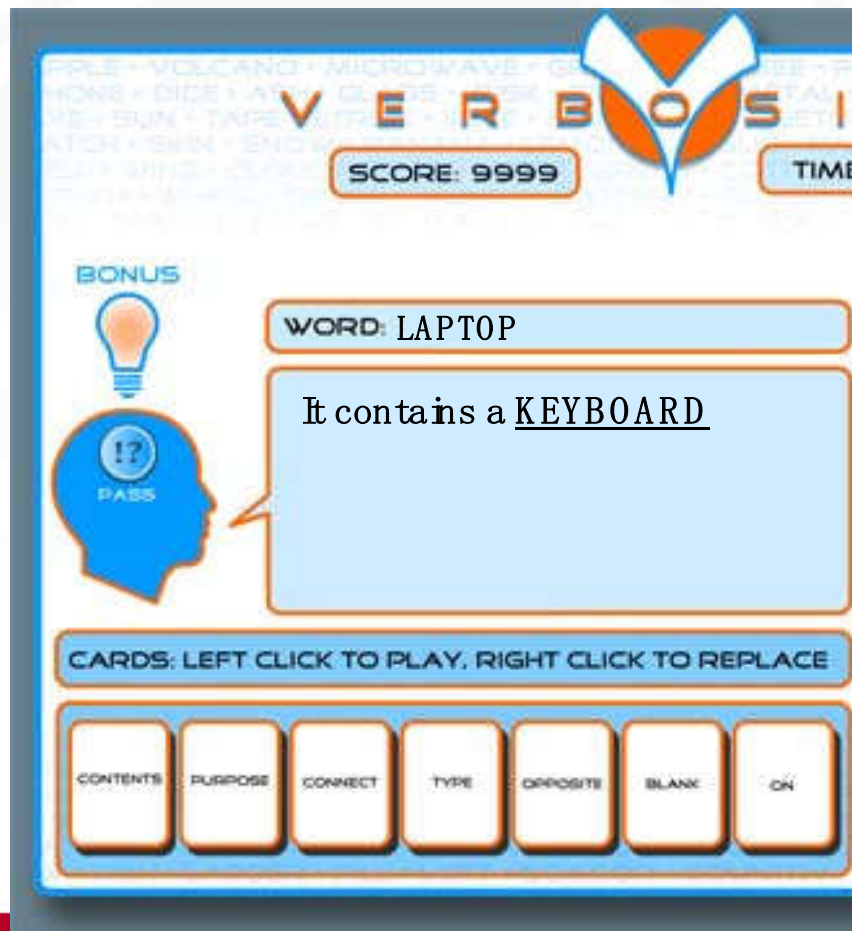 VERBOSI
SCORE: 9999
TIME
BONUS
WORD: LAPTOP
It contains a KEYBOARD
!?
PASS
CARDS: LEFT CLICK TO PLAY, RIGHT CLICK TO REPLACE
CONTENTS PURPOSE CONNECT TYPE OPPOSITE BLANK ON